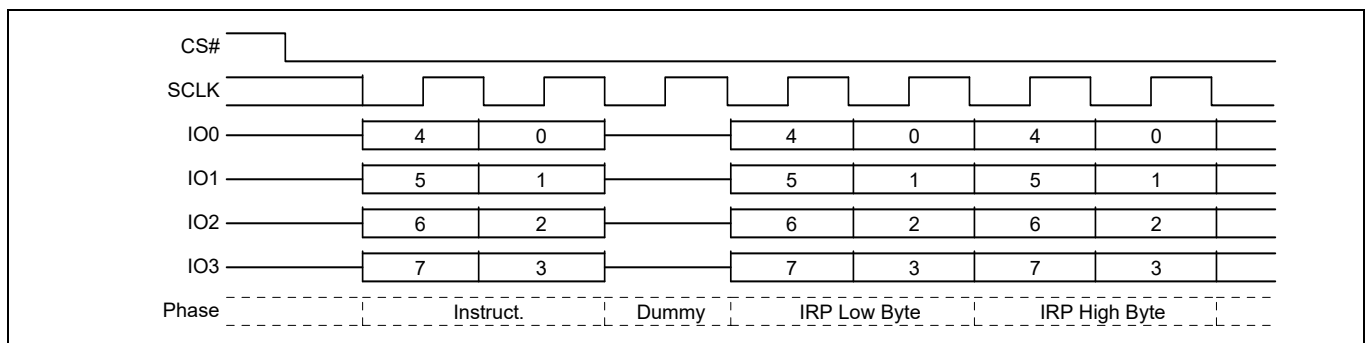 CS#
SCLK
IO0 4 0 4 0 4 0
IO1 5 1 5 1 5 1
IO2 6 2 6 2 6 2
IO3 7 3 7 3 7 3
Phase Instruct. Dummy IRP Low Byte IRP High Byte